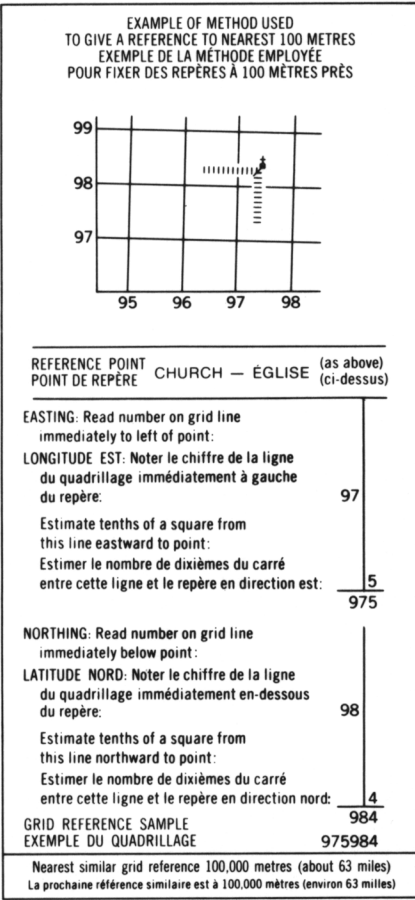 EXAMPLE OF METHOD USED
TO GIVE A REFERENCE TO NEAREST 100 METRES
EXEMPLE DE LA MÉTHODE EMPLOYÉE
POUR FIXER DES REPÈRES À 100 MÈTRES PRÈS
99
98
97
95 96 97 98
REFERENCE POINT
POINT DE REPÈRE
CHURCH — ÉGLISE
(as above)
(ci-dessus)
EASTING: Read number on grid line
immediately to left of point:
LONGITUDE EST: Noter le chiffre de la ligne
du quadrillage immédiatement à gauche
du repère: 97
Estimate tenths of a square from
this line eastward to point:
Estimer le nombre de dixièmes du carré
entre cette ligne et le repère en direction est: 5
975
NORTHING: Read number on grid line
immediately below point:
LATITUDE NORD: Noter le chiffre de la ligne
du quadrillage immédiatement en-dessous
du repère: 98
Estimate tenths of a square from
this line northward to point:
Estimer le nombre de dixièmes du carré
entre cette ligne et le repère en direction nord: 4
984
GRID REFERENCE SAMPLE
EXEMPLE DU QUADRILLAGE 975984
Nearest similar grid reference 100,000 metres (about 63 miles)
La prochaine référence similaire est à 100,000 mètres (environ 63 milles)